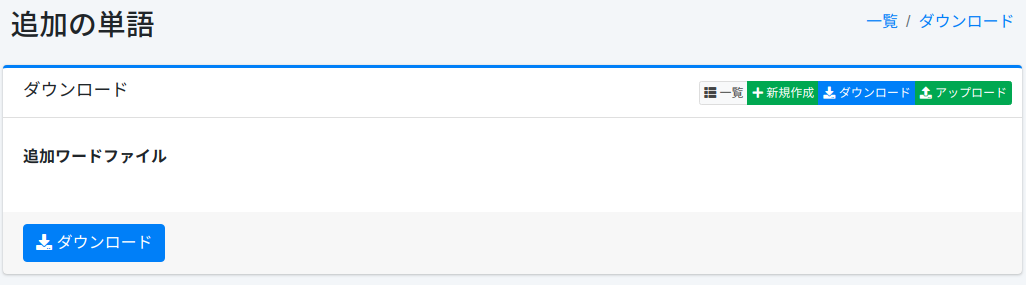 追加の単語
一覧 / ダウンロード
ダウンロード
一覧 新規作成 ダウンロード アップロード
追加ワードファイル
ダウンロード